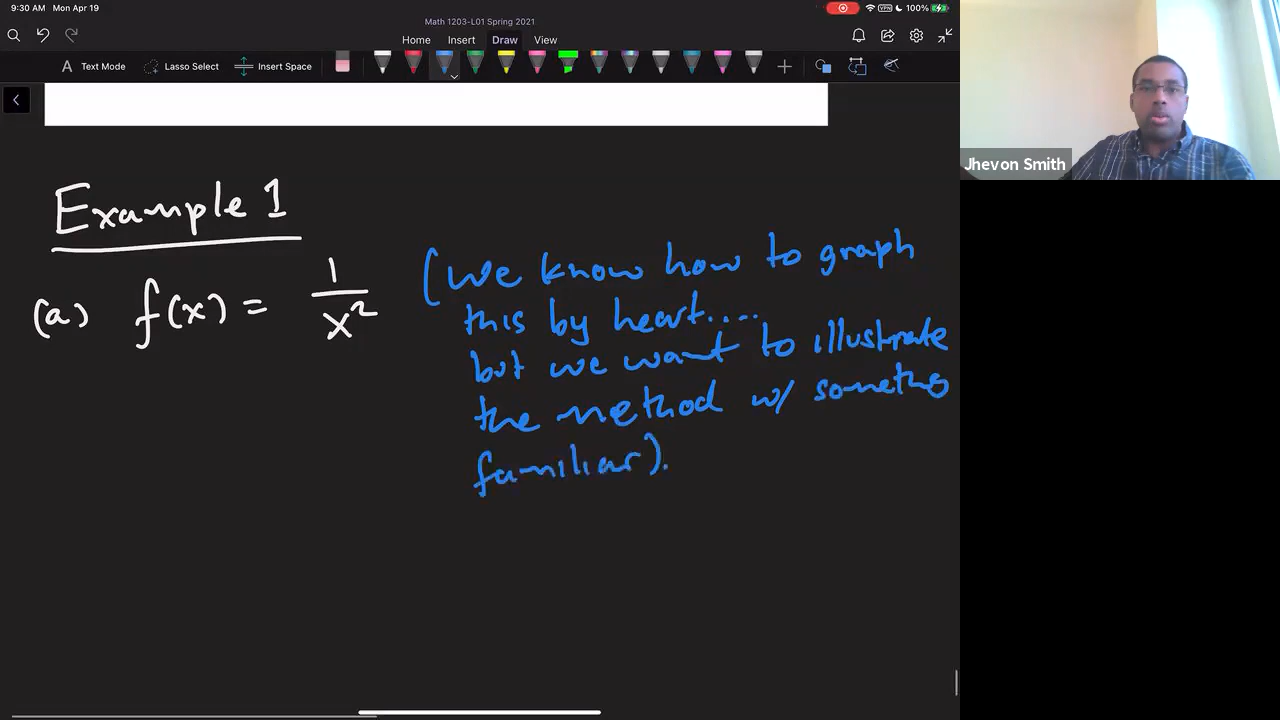 9:30 AM Mon Apr 19
VPN 100%
Math 1203-L01 Spring 2021
Home Insert Draw View
A Text Mode Lasso Select Insert Space
Jhevon Smith
Example 1
(a) f(x) = 1/x²
(We know how to graph
this by heart....
but we want to illustrate
the method w/ something
familiar).